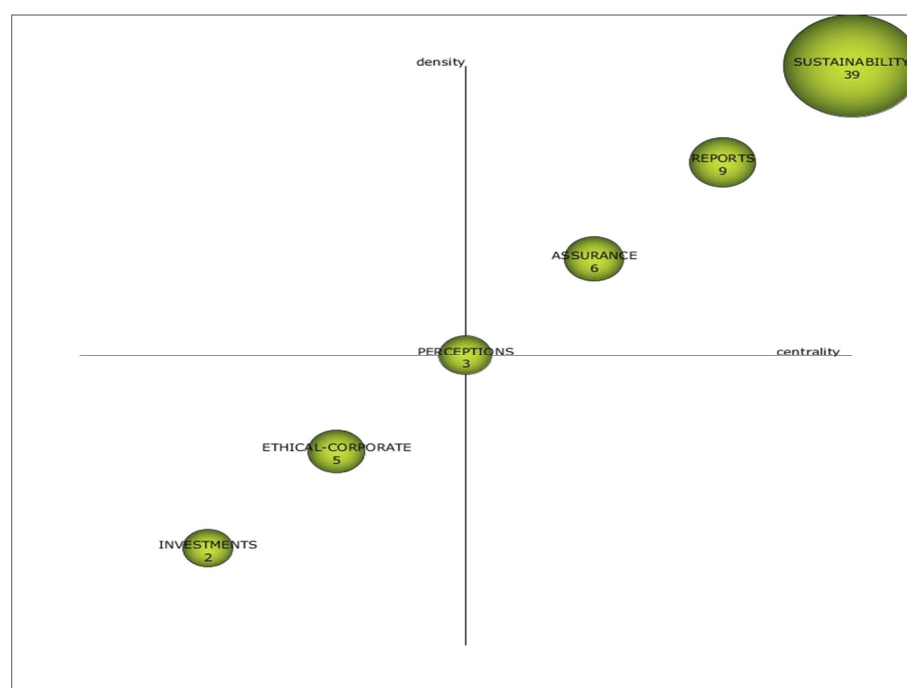 density
SUSTAINABILITY
39
REPORTS
9
ASSURANCE
6
PERCEPTIONS
3
centrality
ETHICAL-CORPORATE
5
INVESTMENTS
2